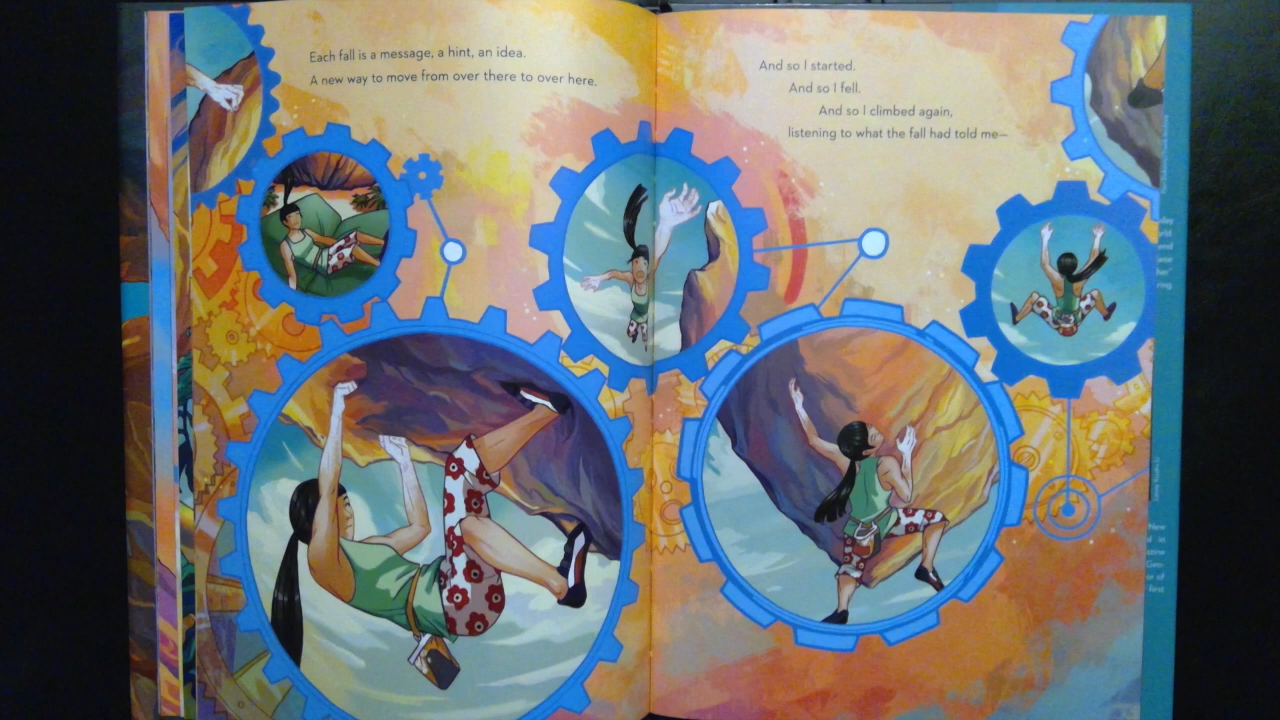 Each fall is a message, a hint, an idea.
A new way to move from over there to over here.
And so I started.
And so I fell.
And so I climbed again,
listening to what the fall had told me—